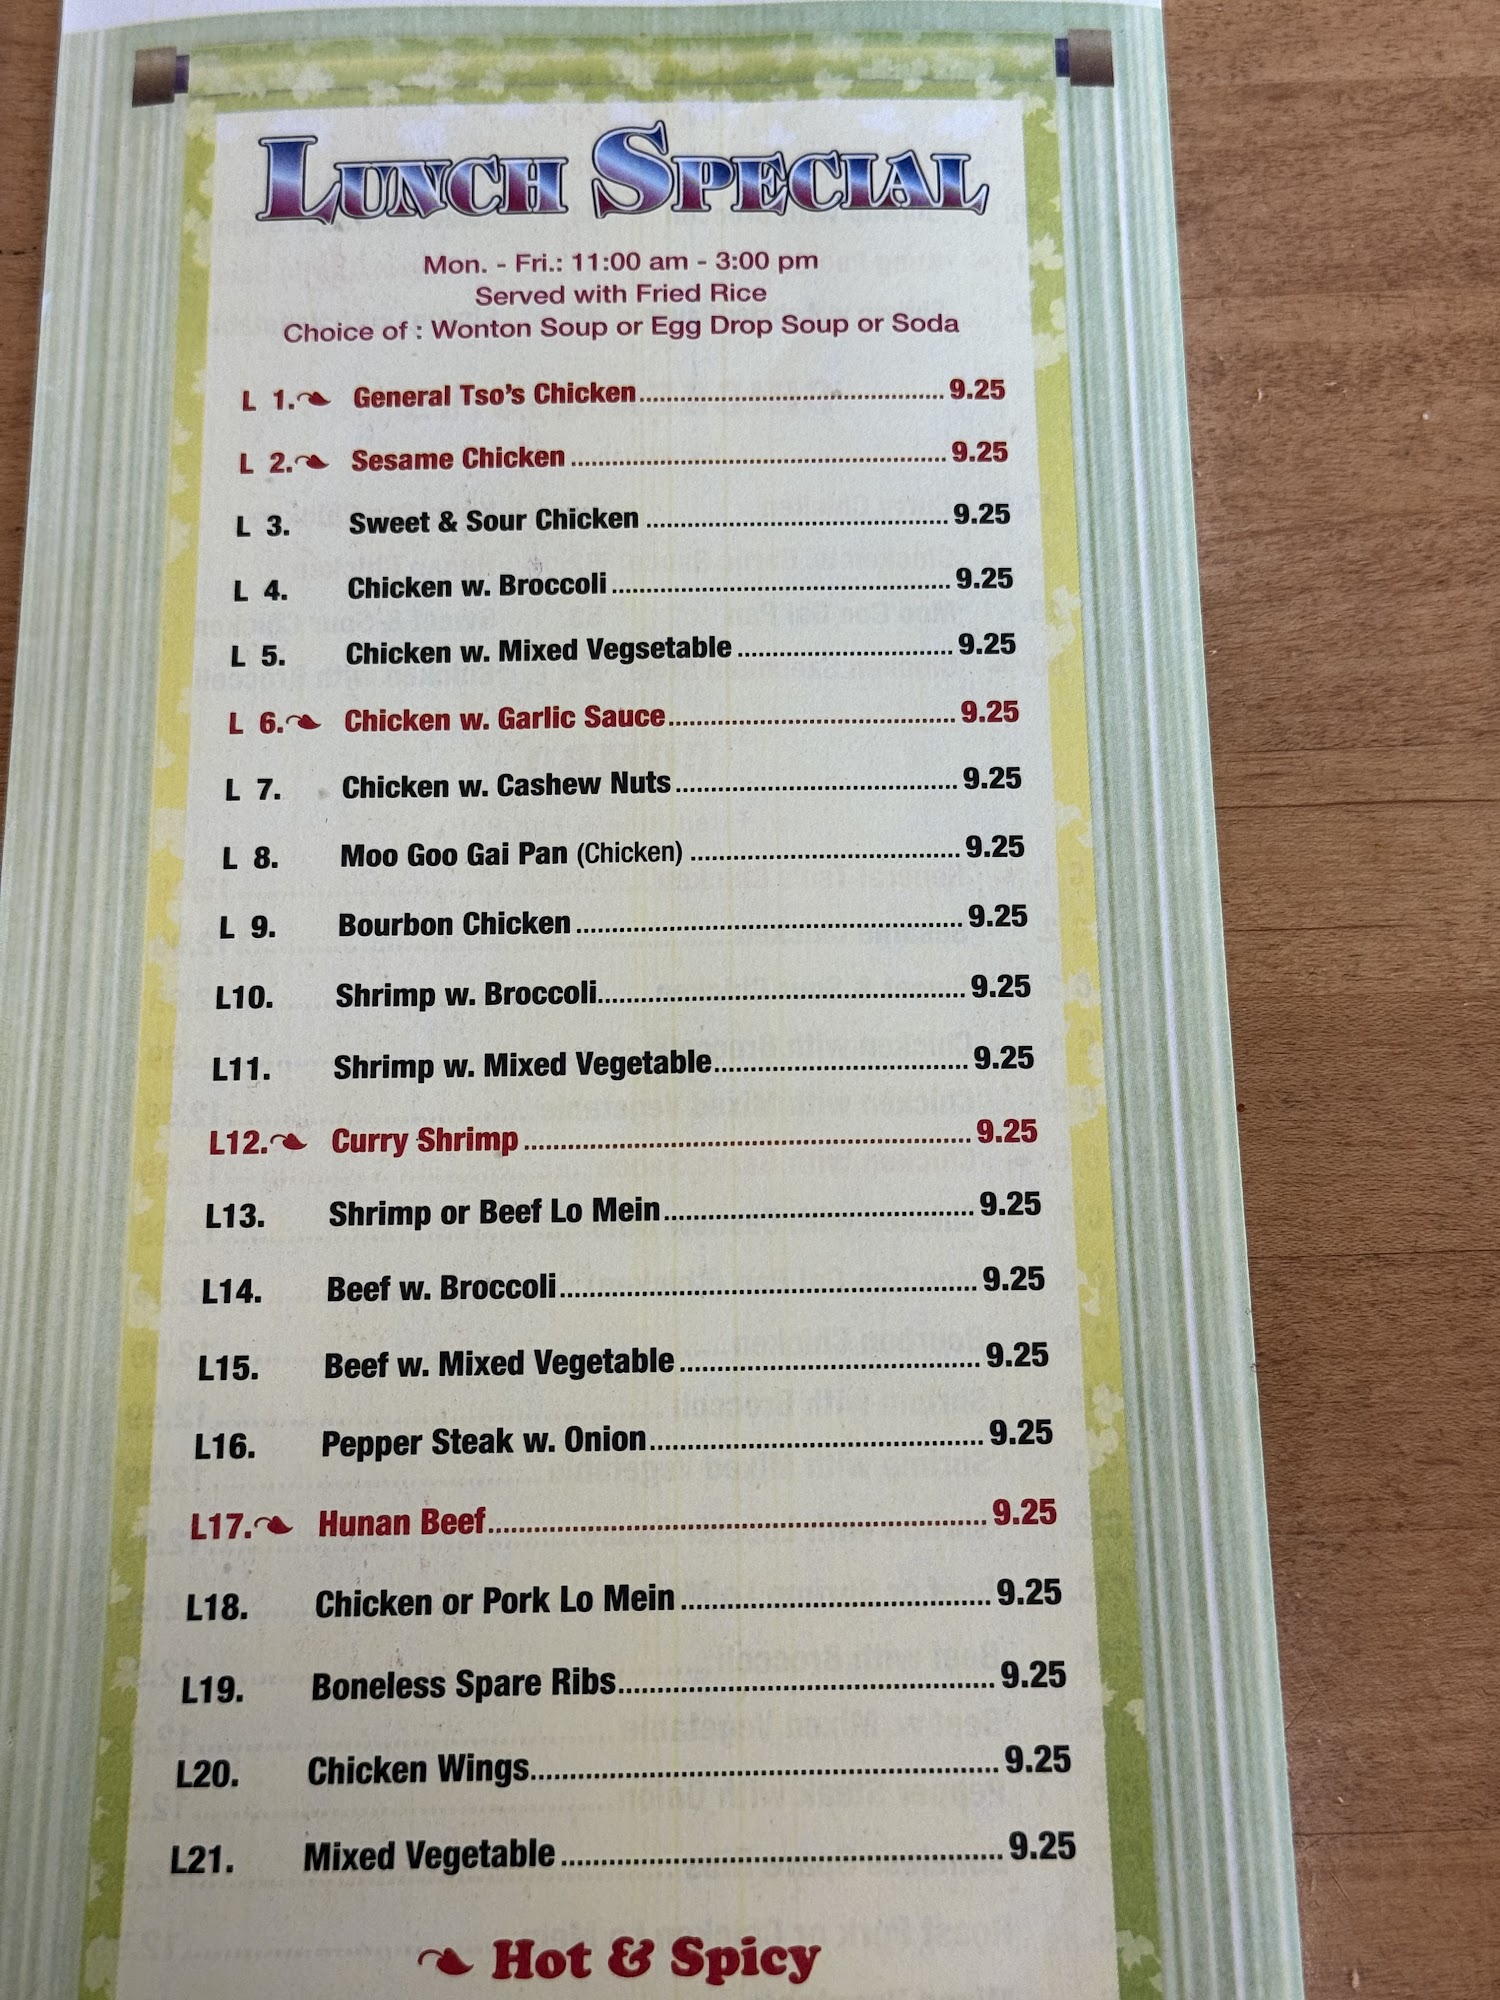 LUNCH SPECIAL
Mon. - Fri.: 11:00 am - 3:00 pm
Served with Fried Rice
Choice of : Wonton Soup or Egg Drop Soup or Soda
L 1. General Tso's Chicken 9.25
L 2. Sesame Chicken 9.25
L 3. Sweet & Sour Chicken 9.25
L 4. Chicken w. Broccoli 9.25
L 5. Chicken w. Mixed Vegsetable 9.25
L 6. Chicken w. Garlic Sauce 9.25
L 7. Chicken w. Cashew Nuts 9.25
L 8. Moo Goo Gai Pan (Chicken) 9.25
L 9. Bourbon Chicken 9.25
L10. Shrimp w. Broccoli 9.25
L11. Shrimp w. Mixed Vegetable 9.25
L12. Curry Shrimp 9.25
L13. Shrimp or Beef Lo Mein 9.25
L14. Beef w. Broccoli 9.25
L15. Beef w. Mixed Vegetable 9.25
L16. Pepper Steak w. Onion 9.25
L17. Hunan Beef 9.25
L18. Chicken or Pork Lo Mein 9.25
L19. Boneless Spare Ribs 9.25
L20. Chicken Wings 9.25
L21. Mixed Vegetable 9.25
Hot & Spicy